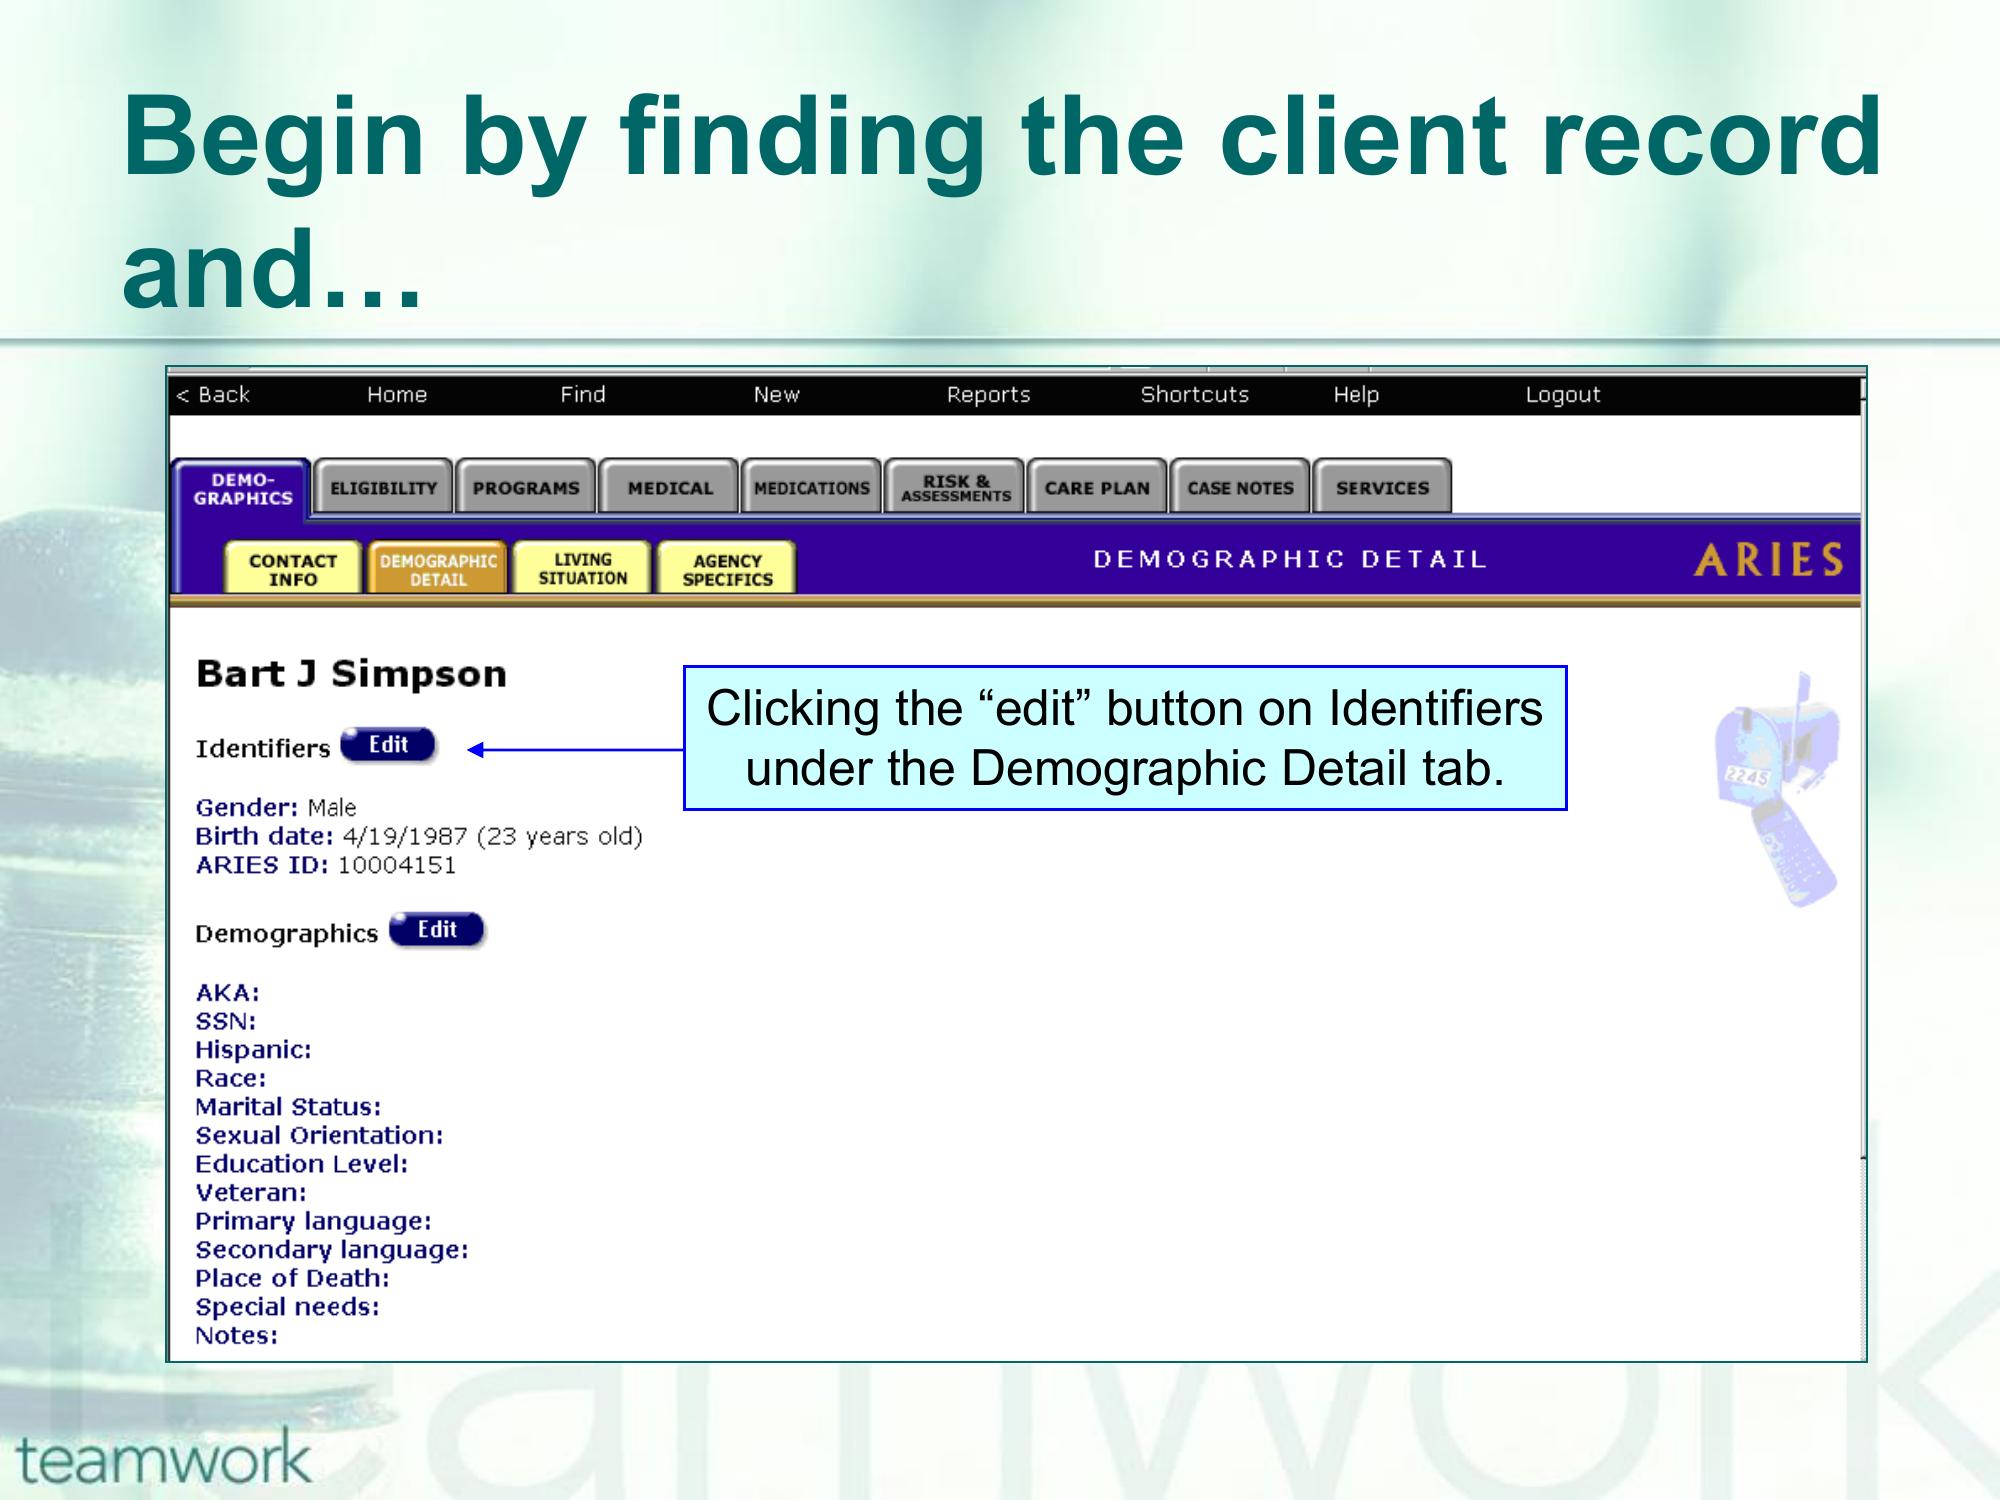 Begin by finding the client record
and…
< Back Home Find New Reports Shortcuts Help Logout
DEMO-
GRAPHICS
ELIGIBILITY
PROGRAMS
MEDICAL
MEDICATIONS
RISK &
ASSESSMENTS
CARE PLAN
CASE NOTES
SERVICES
CONTACT
INFO
DEMOGRAPHIC
DETAIL
LIVING
SITUATION
AGENCY
SPECIFICS
DEMOGRAPHIC DETAIL
ARIES
Bart J Simpson
Clicking the “edit” button on Identifiers
under the Demographic Detail tab.
Identifiers Edit
2245
Gender: Male
Birth date: 4/19/1987 (23 years old)
ARIES ID: 10004151
Demographics Edit
AKA:
SSN:
Hispanic:
Race:
Marital Status:
Sexual Orientation:
Education Level:
Veteran:
Primary language:
Secondary language:
Place of Death:
Special needs:
Notes:
teamwork
teamwork